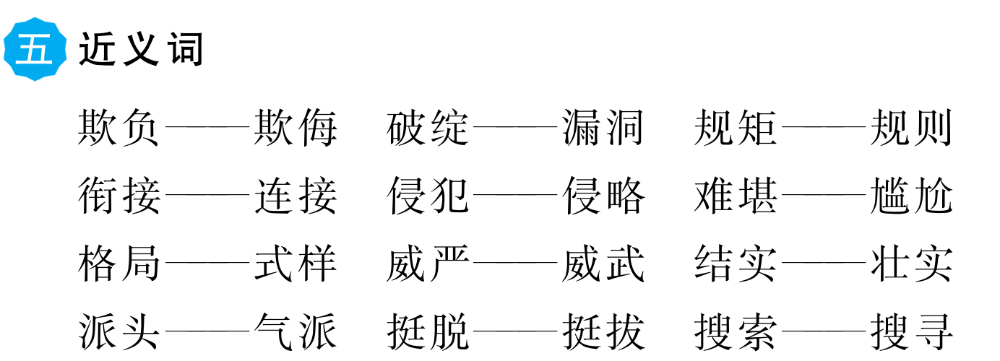 五 近义词
欺负——欺侮 破绽——漏洞 规矩——规则
衔接——连接 侵犯——侵略 难堪——尴尬
格局——式样 威严——威武 结实——壮实
派头——气派 挺脱——挺拔 搜索——搜寻